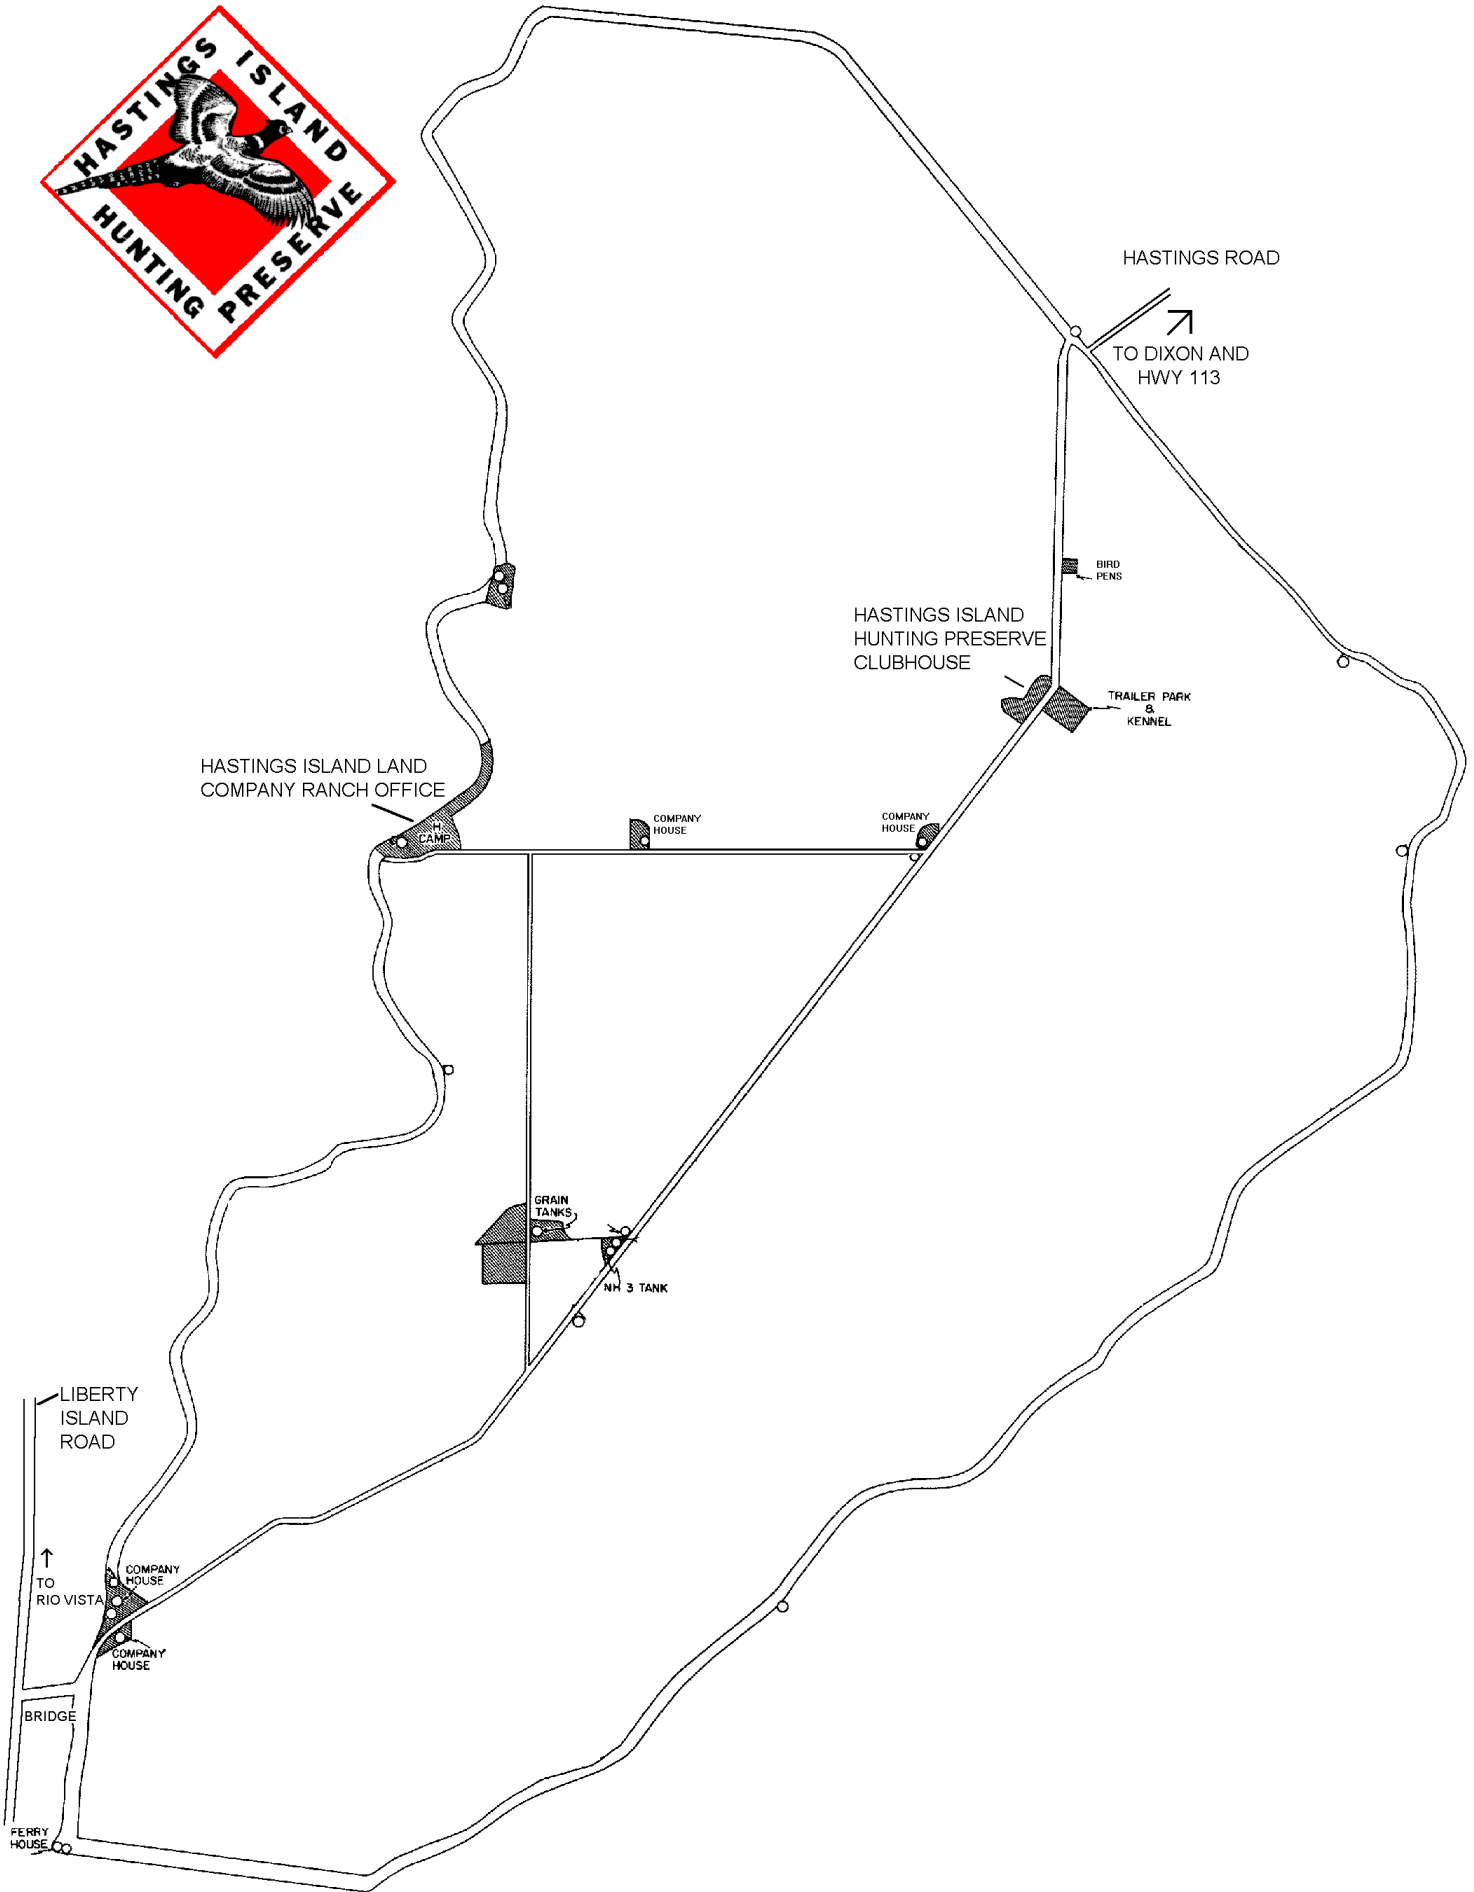 HASTINGS ISLAND
HUNTING PRESERVE
HASTINGS ROAD
TO DIXON AND
HWY 113
BIRD
PENS
HASTINGS ISLAND
HUNTING PRESERVE
CLUBHOUSE
TRAILER PARK
&
KENNEL
HASTINGS ISLAND LAND
COMPANY RANCH OFFICE
H
CAMP
COMPANY
HOUSE
COMPANY
HOUSE
GRAIN
TANKS
NH 3 TANK
LIBERTY
ISLAND
ROAD
TO
RIO VISTA
COMPANY
HOUSE
COMPANY
HOUSE
BRIDGE
FERRY
HOUSE